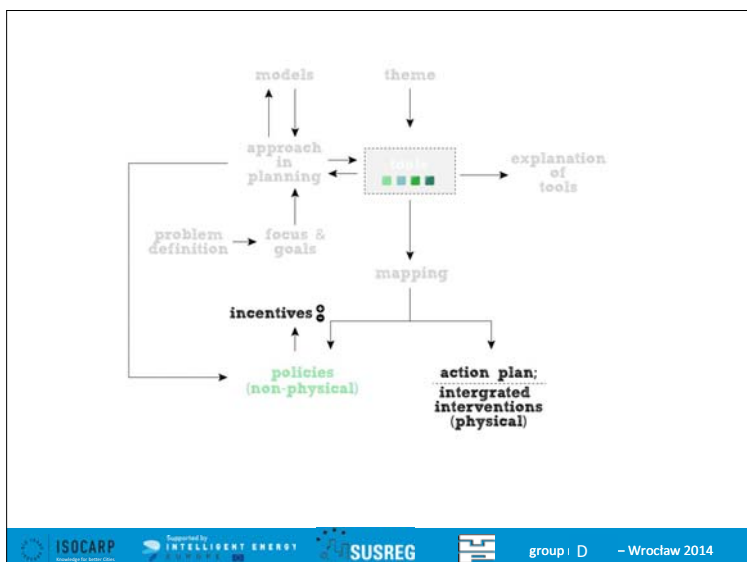 models
theme
approach
in
planning
tools
explanation
of
tools
problem
definition
focus &
goals
mapping
incentives
policies
(non-physical)
action plan;
intergrated
interventions
(physical)
ISOCARP
Knowledge for Better Cities
Supported by
INTELLIGENT ENERGY
EUROPE
SUSREG
group D – Wrocław 2014